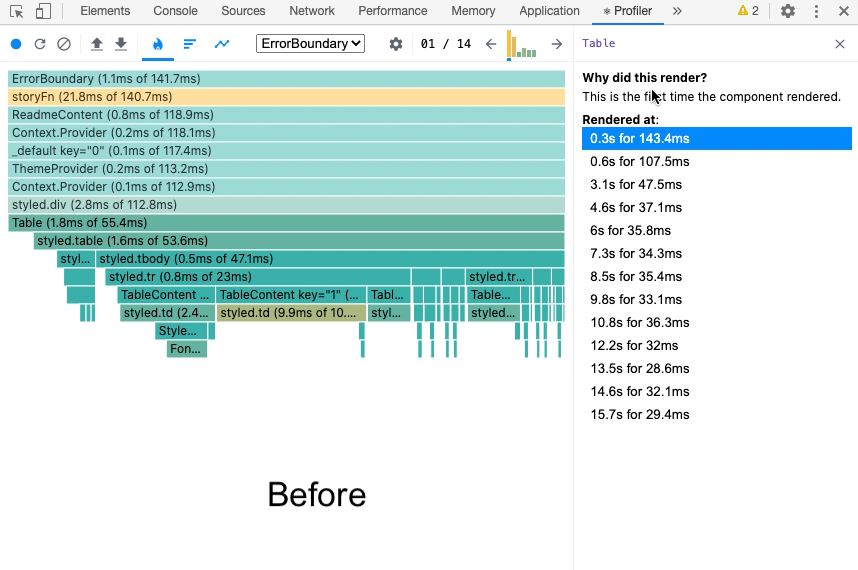 Elements Console Sources Network Performance Memory Application Profiler 2
ErrorBoundary 01 / 14 Table
ErrorBoundary (1.1ms of 141.7ms)
storyFn (21.8ms of 140.7ms)
ReadmeContent (0.8ms of 118.9ms)
Context.Provider (0.2ms of 118.1ms)
_default key="0" (0.1ms of 117.4ms)
ThemeProvider (0.2ms of 113.2ms)
Context.Provider (0.1ms of 112.9ms)
styled.div (2.8ms of 112.8ms)
Table (1.8ms of 55.4ms)
styled.table (1.6ms of 53.6ms)
styl... styled.tbody (0.5ms of 47.1ms)
styled.tr (0.8ms of 23ms) styled.tr...
TableContent ... TableContent key="1" (... Tabl... Table...
styled.td (2.4... styled.td (9.9ms of 10.... styl... styled...
Style...
Fon...
Before
Why did this render?
This is the first time the component rendered.
Rendered at:
0.3s for 143.4ms
0.6s for 107.5ms
3.1s for 47.5ms
4.6s for 37.1ms
6s for 35.8ms
7.3s for 34.3ms
8.5s for 35.4ms
9.8s for 33.1ms
10.8s for 36.3ms
12.2s for 32ms
13.5s for 28.6ms
14.6s for 32.1ms
15.7s for 29.4ms